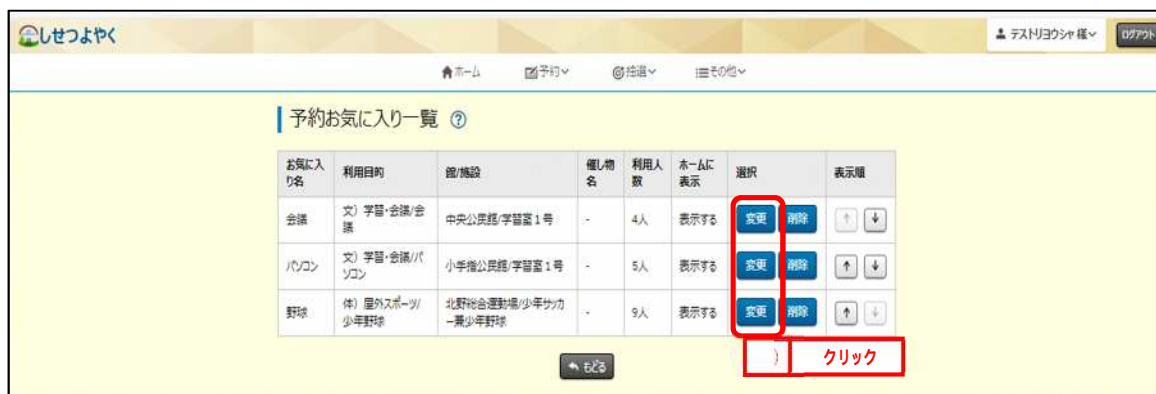 しせつよやく
テストリヨウシャ 様
ログアウト
ホーム 予約 抽選 その他
予約お気に入り一覧 ?
お気に入り名 利用目的 館/施設 催し物名 利用人数 ホームに表示 選択 表示順
会議 文）学習・会議/会議 中央公民館/学習室１号 - 4人 表示する 変更 削除 ↑ ↓
パソコン 文）学習・会議/パソコン 小手指公民館/学習室１号 - 5人 表示する 変更 削除 ↑ ↓
野球 体）屋外スポーツ/少年野球 北野総合運動場/少年サッカー兼少年野球 - 9人 表示する 変更 削除 ↑ ↓
） クリック
もどる